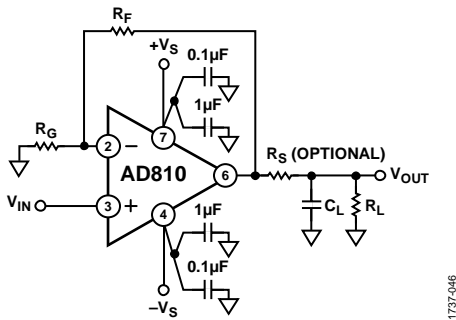 R_F
+V_S
0.1µF
1µF
R_G
2
−
7
AD810
6
R_S (OPTIONAL)
V_OUT
V_IN
3
+
4
1µF
C_L
R_L
0.1µF
−V_S
1737-046